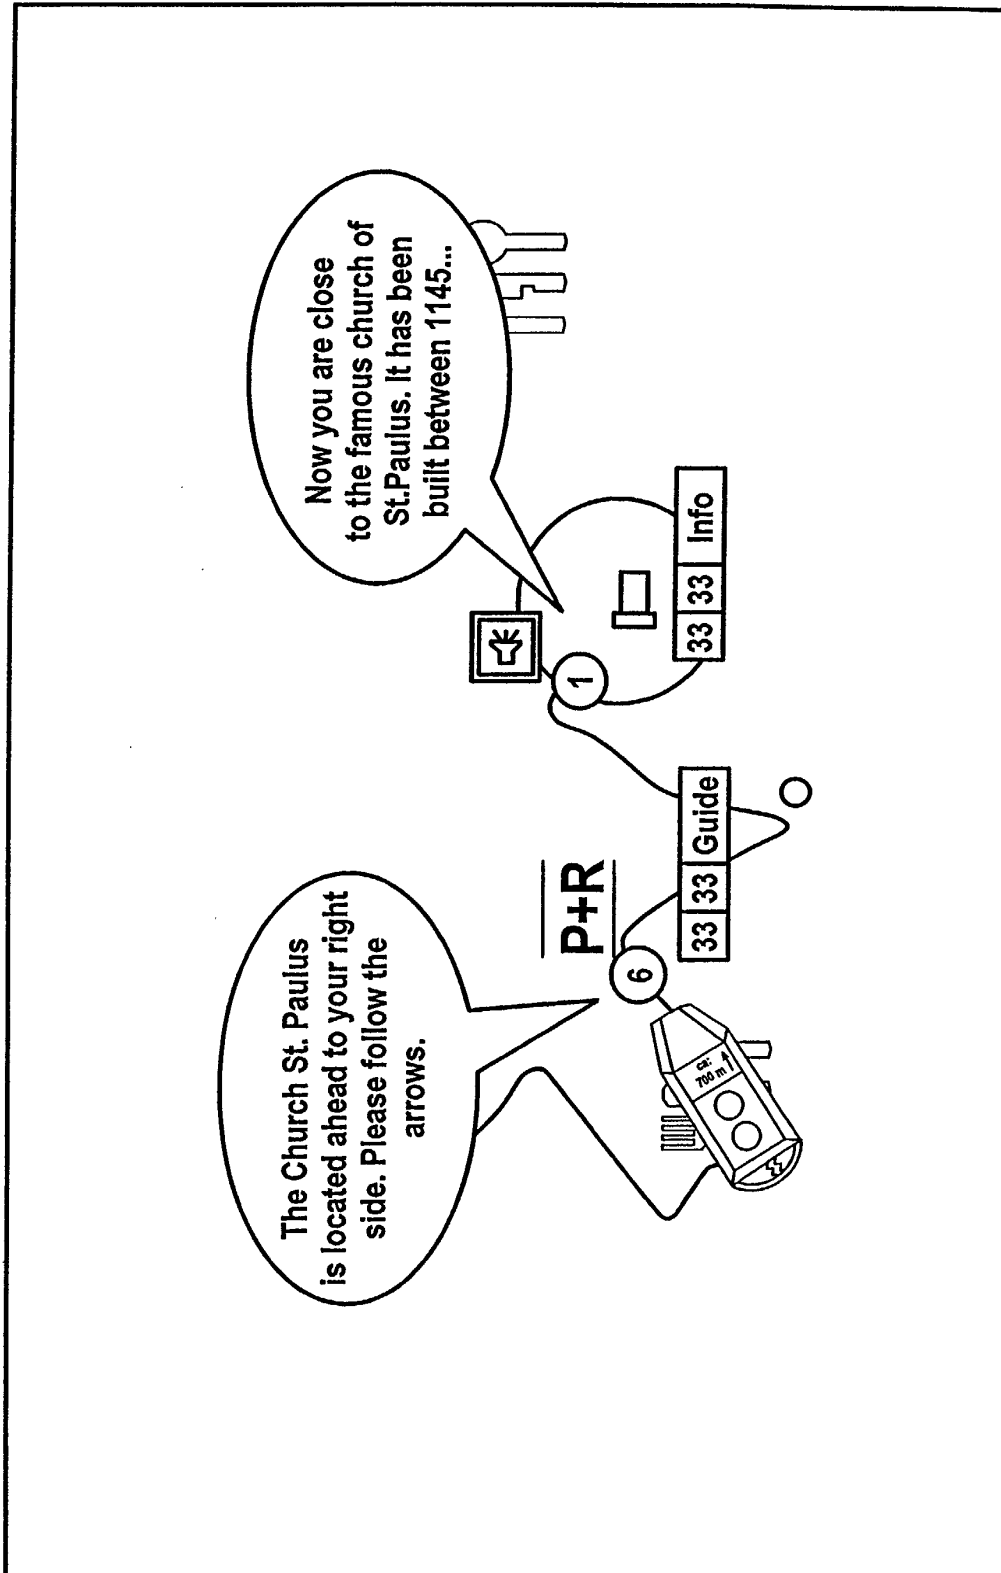 The Church St. Paulus
is located ahead to your right
side. Please follow the
arrows.
Now you are close
to the famous church of
St.Paulus. It has been
built between 1145...
P+R
6
1
ca:
700 m
33 33 Guide
33 33 Info